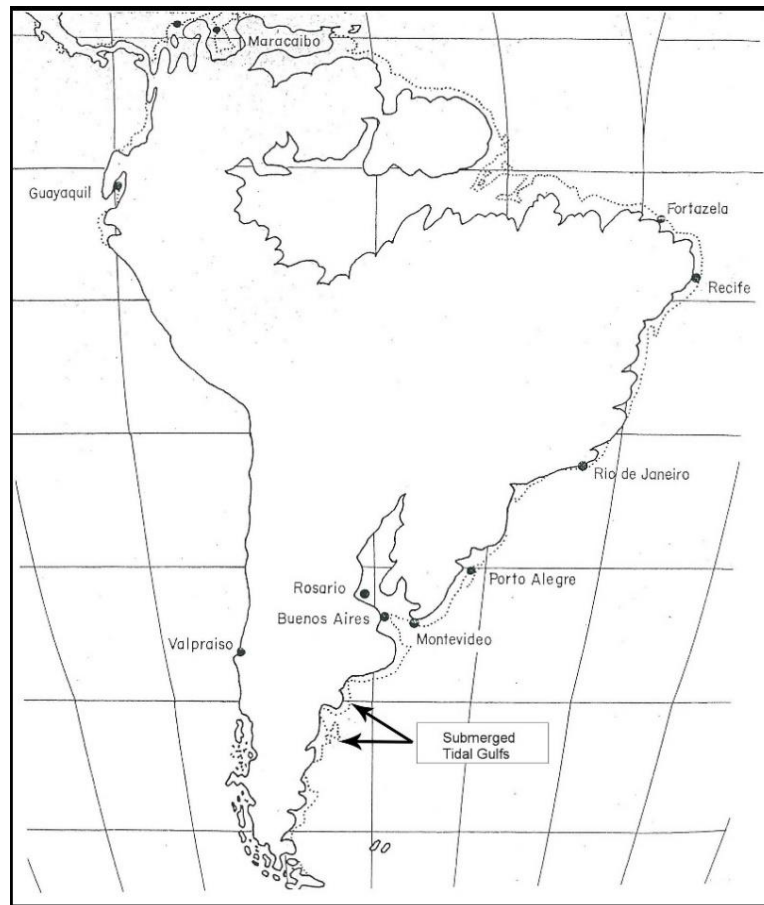 Maracaibo
Guayaquil
Fortazela
Recife
Rio de Janeiro
Porto Alegre
Rosario
Buenos Aires
Montevideo
Valpraiso
Submerged
Tidal Gulfs